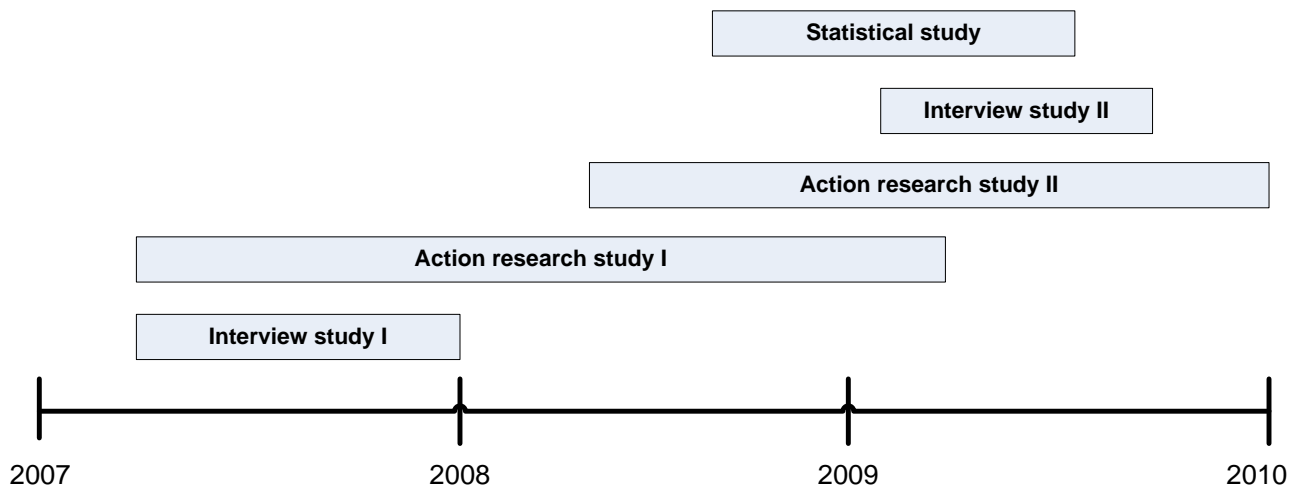 Statistical study
Interview study II
Action research study II
Action research study I
Interview study I
2007 2008 2009 2010